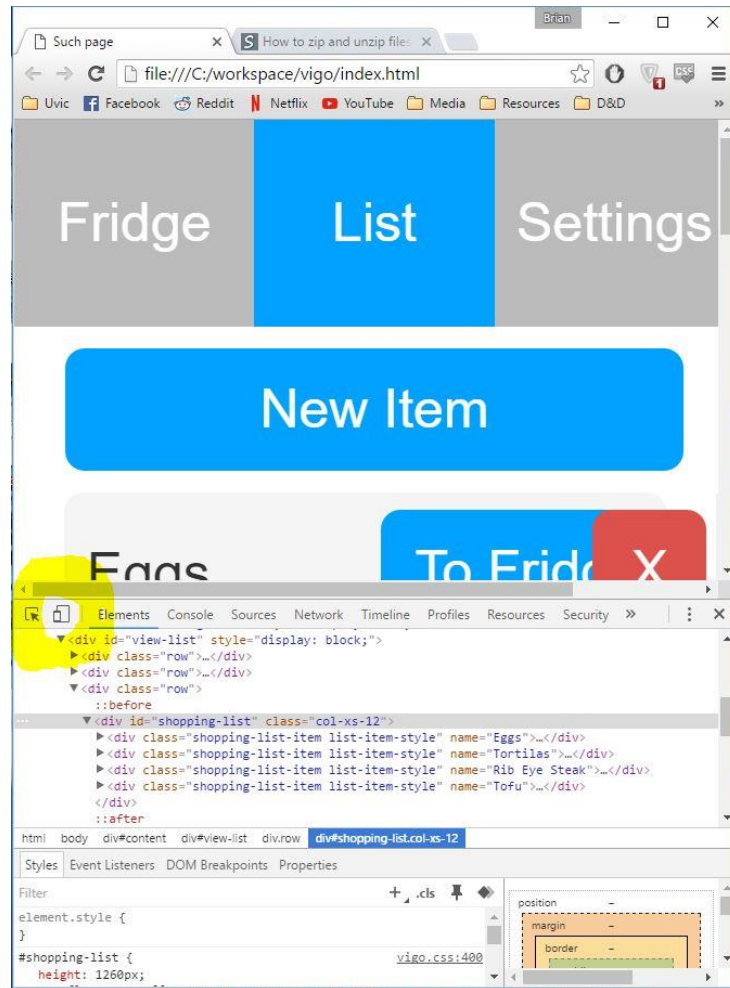 Brian
Such page
How to zip and unzip file
file:///C:/workspace/vigo/index.html
Uvic Facebook Reddit Netflix YouTube Media Resources D&D »
Fridge List Settings
New Item
Eggs To Fridg X
Elements Console Sources Network Timeline Profiles Resources Security »
▼<div id="view-list" style="display: block;">
▶<div class="row">…</div>
▶<div class="row">…</div>
▼<div class="row">
::before
▼<div id="shopping-list" class="col-xs-12">
▶<div class="shopping-list-item list-item-style" name="Eggs">…</div>
▶<div class="shopping-list-item list-item-style" name="Tortilas">…</div>
▶<div class="shopping-list-item list-item-style" name="Rib Eye Steak">…</div>
▶<div class="shopping-list-item list-item-style" name="Tofu">…</div>
</div>
::after
html body div#content div#view-list div.row div#shopping-list.col-xs-12
Styles Event Listeners DOM Breakpoints Properties
Filter + .cls
element.style {
}
#shopping-list { vigo.css:400
height: 1260px;
position –
margin –
border –